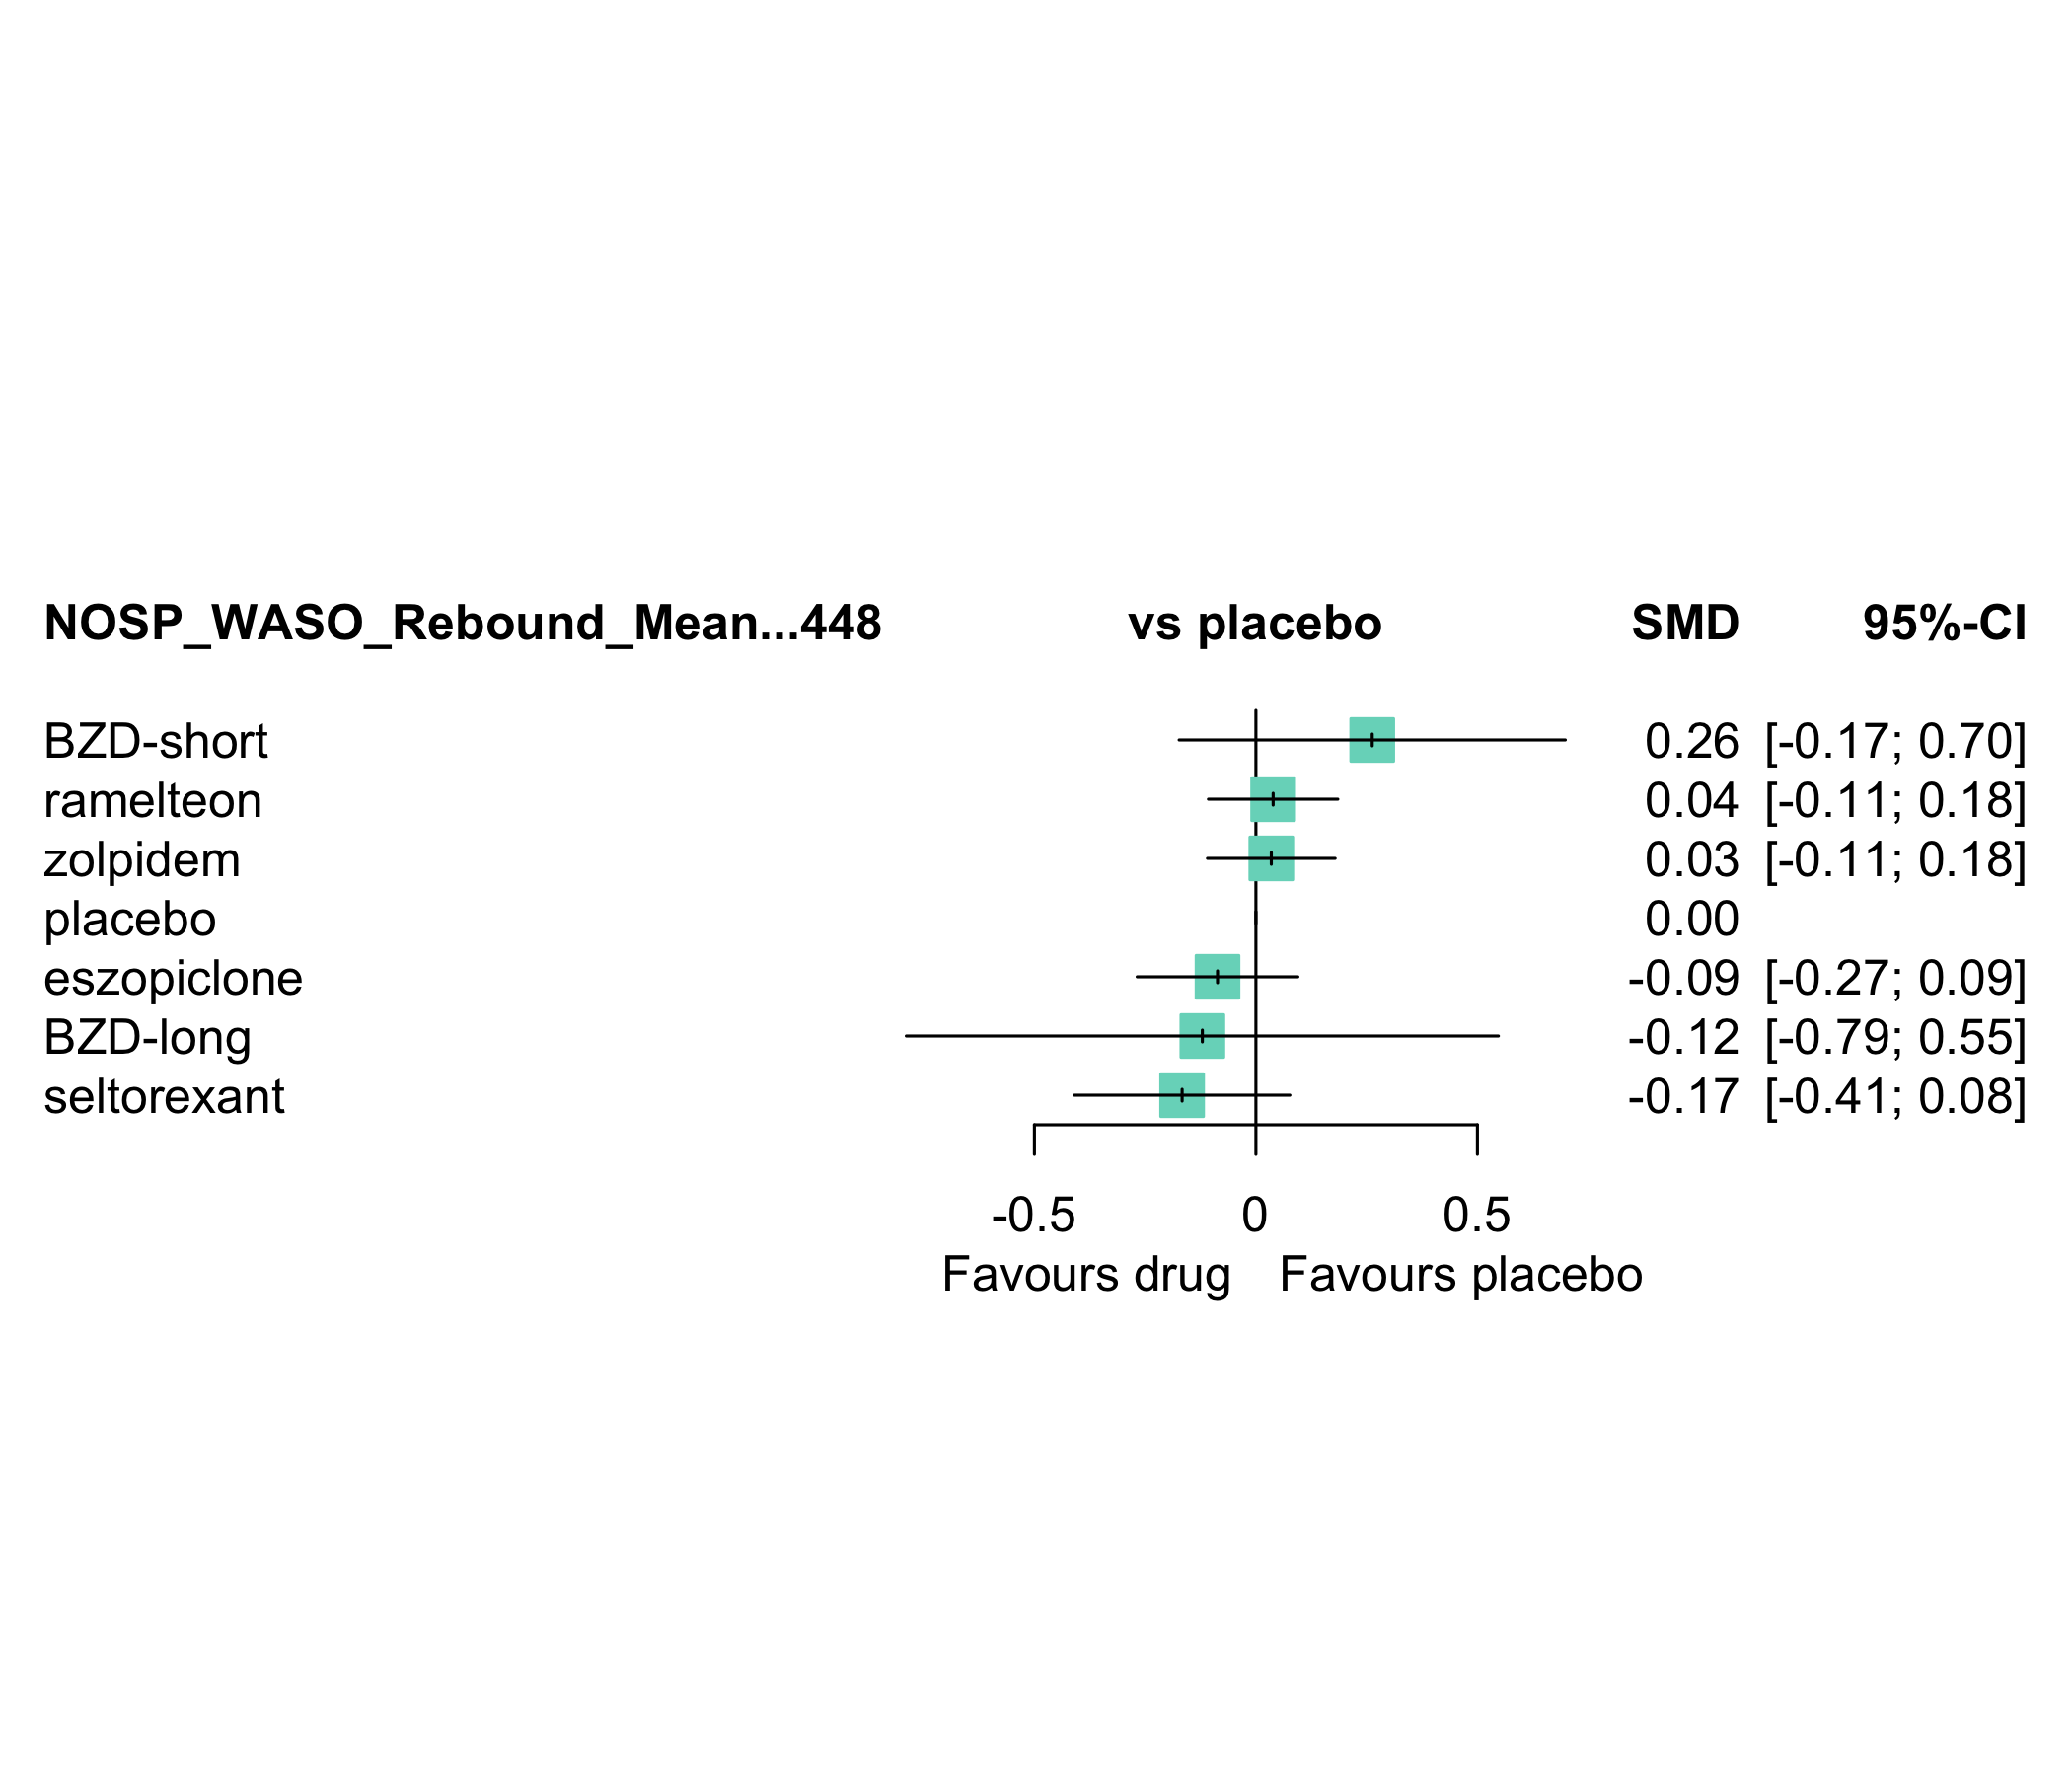 NOSP_WASO_Rebound_Mean...448 vs placebo SMD 95%-CI
BZD-short 0.26 [-0.17; 0.70]
ramelteon 0.04 [-0.11; 0.18]
zolpidem 0.03 [-0.11; 0.18]
placebo 0.00
eszopiclone -0.09 [-0.27; 0.09]
BZD-long -0.12 [-0.79; 0.55]
seltorexant -0.17 [-0.41; 0.08]
-0.5 0 0.5
Favours drug Favours placebo